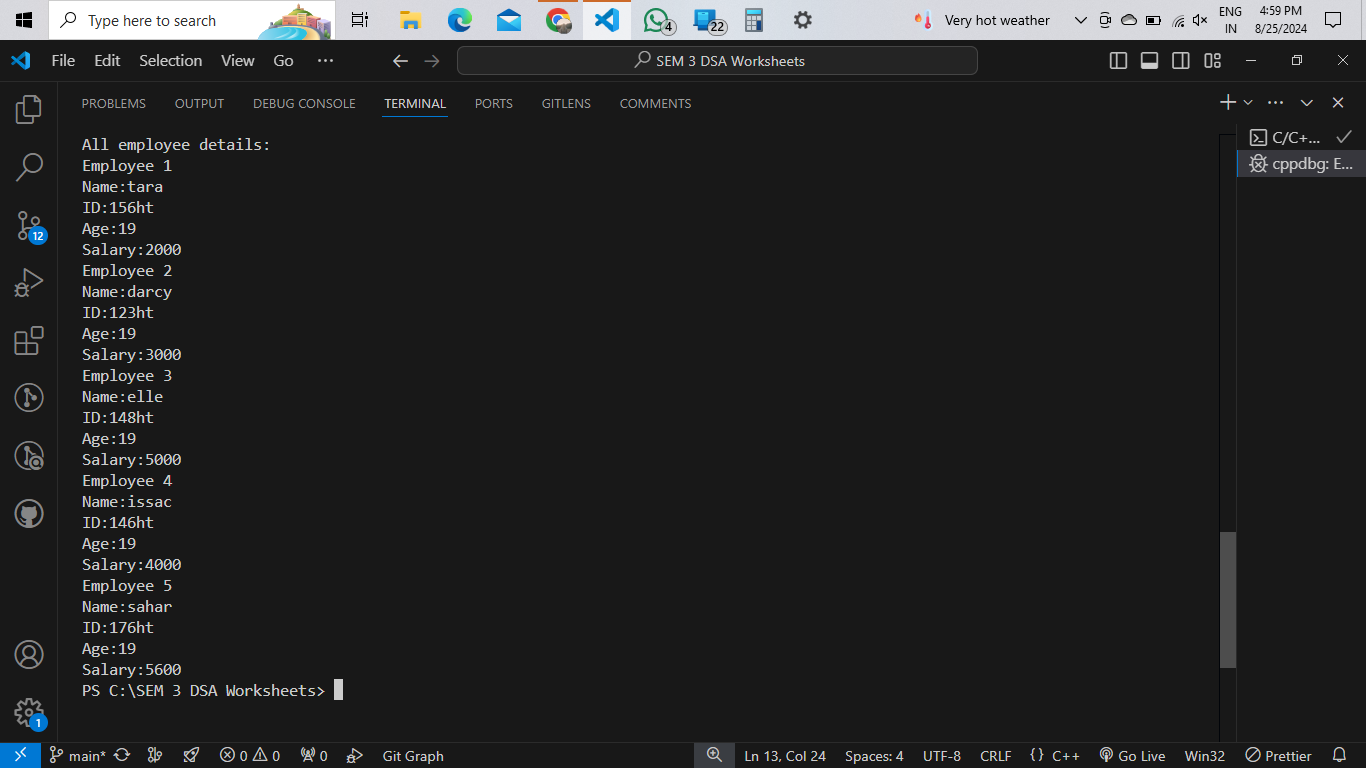 Type here to search
4
22
Very hot weather
ENG
IN
4:59 PM
8/25/2024
File Edit Selection View Go ···
SEM 3 DSA Worksheets
PROBLEMS OUTPUT DEBUG CONSOLE TERMINAL PORTS GITLENS COMMENTS
C/C+...
cppdbg: E...
All employee details:
Employee 1
Name:tara
ID:156ht
Age:19
Salary:2000
Employee 2
Name:darcy
ID:123ht
Age:19
Salary:3000
Employee 3
Name:elle
ID:148ht
Age:19
Salary:5000
Employee 4
Name:issac
ID:146ht
Age:19
Salary:4000
Employee 5
Name:sahar
ID:176ht
Age:19
Salary:5600
PS C:\SEM 3 DSA Worksheets>
12
1
main* 0 0 0 Git Graph Ln 13, Col 24 Spaces: 4 UTF-8 CRLF {} C++ Go Live Win32 Prettier